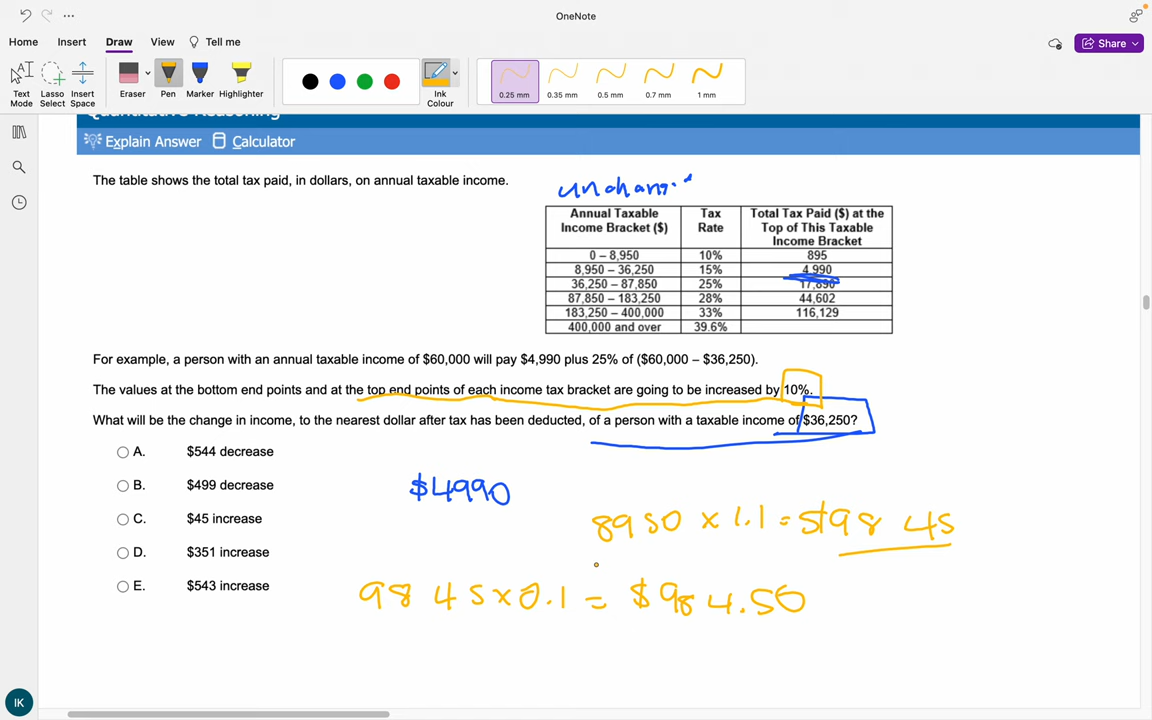 OneNote
Home Insert Draw View Tell me
Share
Text Mode
Lasso Select
Insert Space
Eraser
Pen
Marker
Highlighter
Ink Colour
0.25 mm 0.35 mm 0.5 mm 0.7 mm 1 mm
Quantitative Reasoning
Explain Answer Calculator
The table shows the total tax paid, in dollars, on annual taxable income.
Annual Taxable Income Bracket ($) Tax Rate Total Tax Paid ($) at the Top of This Taxable Income Bracket
0 – 8,950 10% 895
8,950 – 36,250 15% 4,990
36,250 – 87,850 25% 17,890
87,850 – 183,250 28% 44,602
183,250 – 400,000 33% 116,129
400,000 and over 39.6%
For example, a person with an annual taxable income of $60,000 will pay $4,990 plus 25% of ($60,000 – $36,250).
The values at the bottom end points and at the top end points of each income tax bracket are going to be increased by 10%.
What will be the change in income, to the nearest dollar after tax has been deducted, of a person with a taxable income of $36,250?
A. $544 decrease
B. $499 decrease
C. $45 increase
D. $351 increase
E. $543 increase
$4990
8950 x 1.1 = $9845
9845 x 0.1 = $984.50
IK